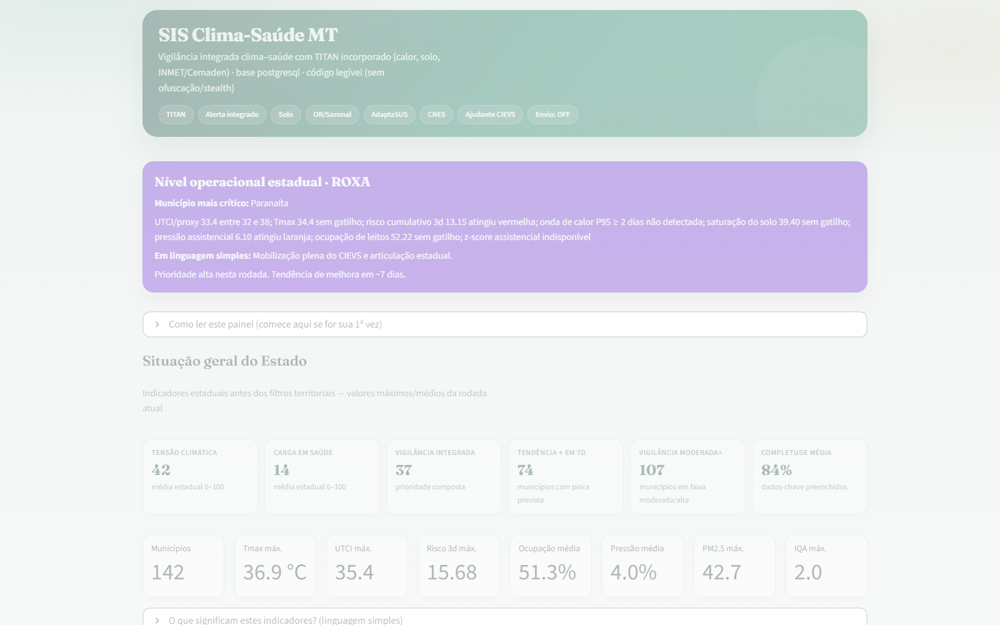 SIS Clima-Saúde MT
Vigilância integrada clima–saúde com TITAN incorporado (calor, solo,
INMET/Cemaden) · base postgresql · código legível (sem
ofuscação/stealth)
TITAN
Alerta integrado
Solo
OR/Sazonal
AdaptaSUS
CNES
Ajudante CIEVS
Envio: OFF
Nível operacional estadual · ROXA
Município mais crítico: Paranaíta
UTCI/proxy 33.4 entre 32 e 38; Tmax 34.4 sem gatilho; risco cumulativo 3d 13.15 atingiu vermelha; onda de calor P95 ≥ 2 dias não detectada; saturação do solo 39.40 sem gatilho;
pressão assistencial 6.10 atingiu laranja; ocupação de leitos 52.22 sem gatilho; z-score assistencial indisponível
Em linguagem simples: Mobilização plena do CIEVS e articulação estadual.
Prioridade alta nesta rodada. Tendência de melhora em ~7 dias.
Como ler este painel (comece aqui se for sua 1ª vez)
Situação geral do Estado
Indicadores estaduais antes dos filtros territoriais — valores máximos/médios da rodada
atual
TENSÃO CLIMÁTICA
42
média estadual 0–100
CARGA EM SAÚDE
14
média estadual 0–100
VIGILÂNCIA INTEGRADA
37
prioridade composta
TENDÊNCIA ↑ EM 7D
74
municípios com piora
prevista
VIGILÂNCIA MODERADA+
107
municípios em faixa
moderada/alta
COMPLETUDE MÉDIA
84%
dados-chave preenchidos
Municípios
142
Tmax máx.
36.9 °C
UTCI máx.
35.4
Risco 3d máx.
15.68
Ocupação média
51.3%
Pressão média
4.0%
PM2.5 máx.
42.7
IQA máx.
2.0
O que significam estes indicadores? (linguagem simples)